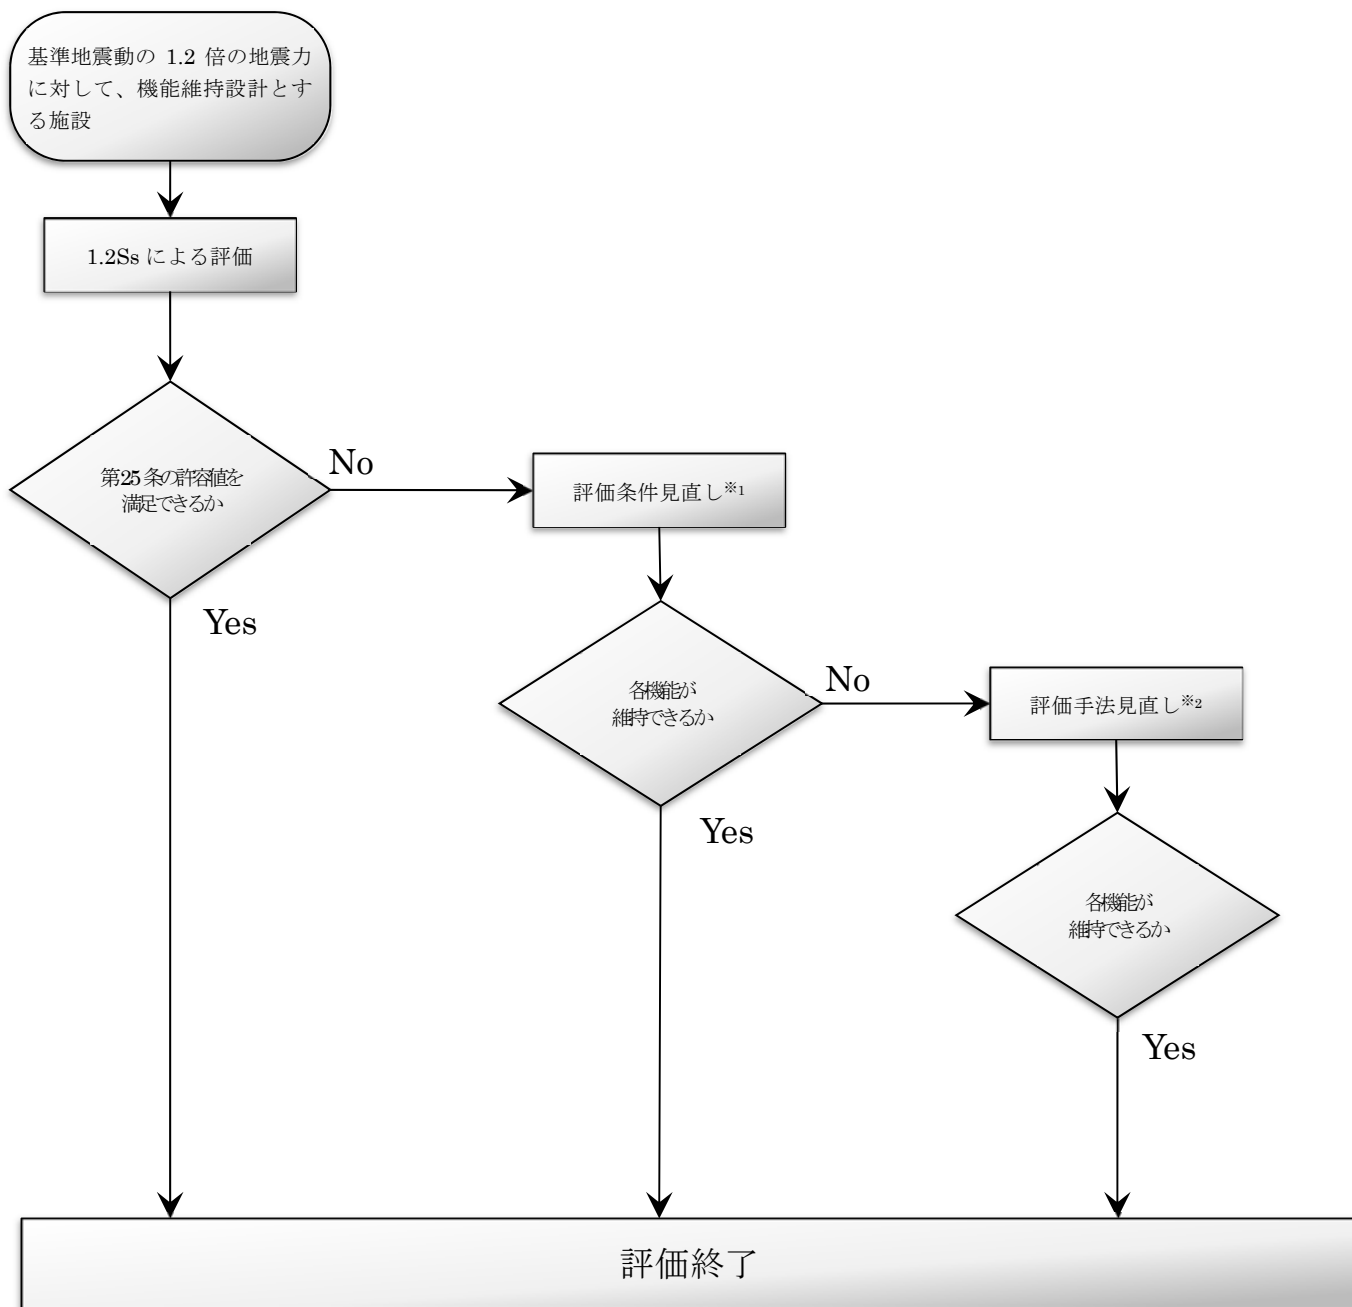 基準地震動の 1.2 倍の地震力
に対して、機能維持設計とす
る施設
1.2Ss による評価
第25条の許容値を
満足できるか
No
評価条件見直し※1
Yes
各機能が
維持できるか
No
評価手法見直し※2
Yes
各機能が
維持できるか
Yes
評価終了